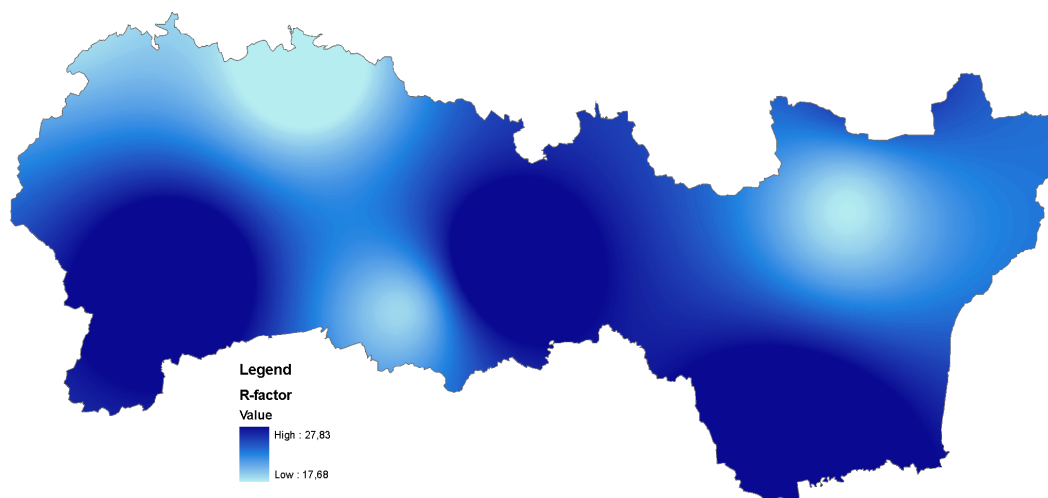 Legend
R-factor
Value
High : 27,83
Low : 17,68